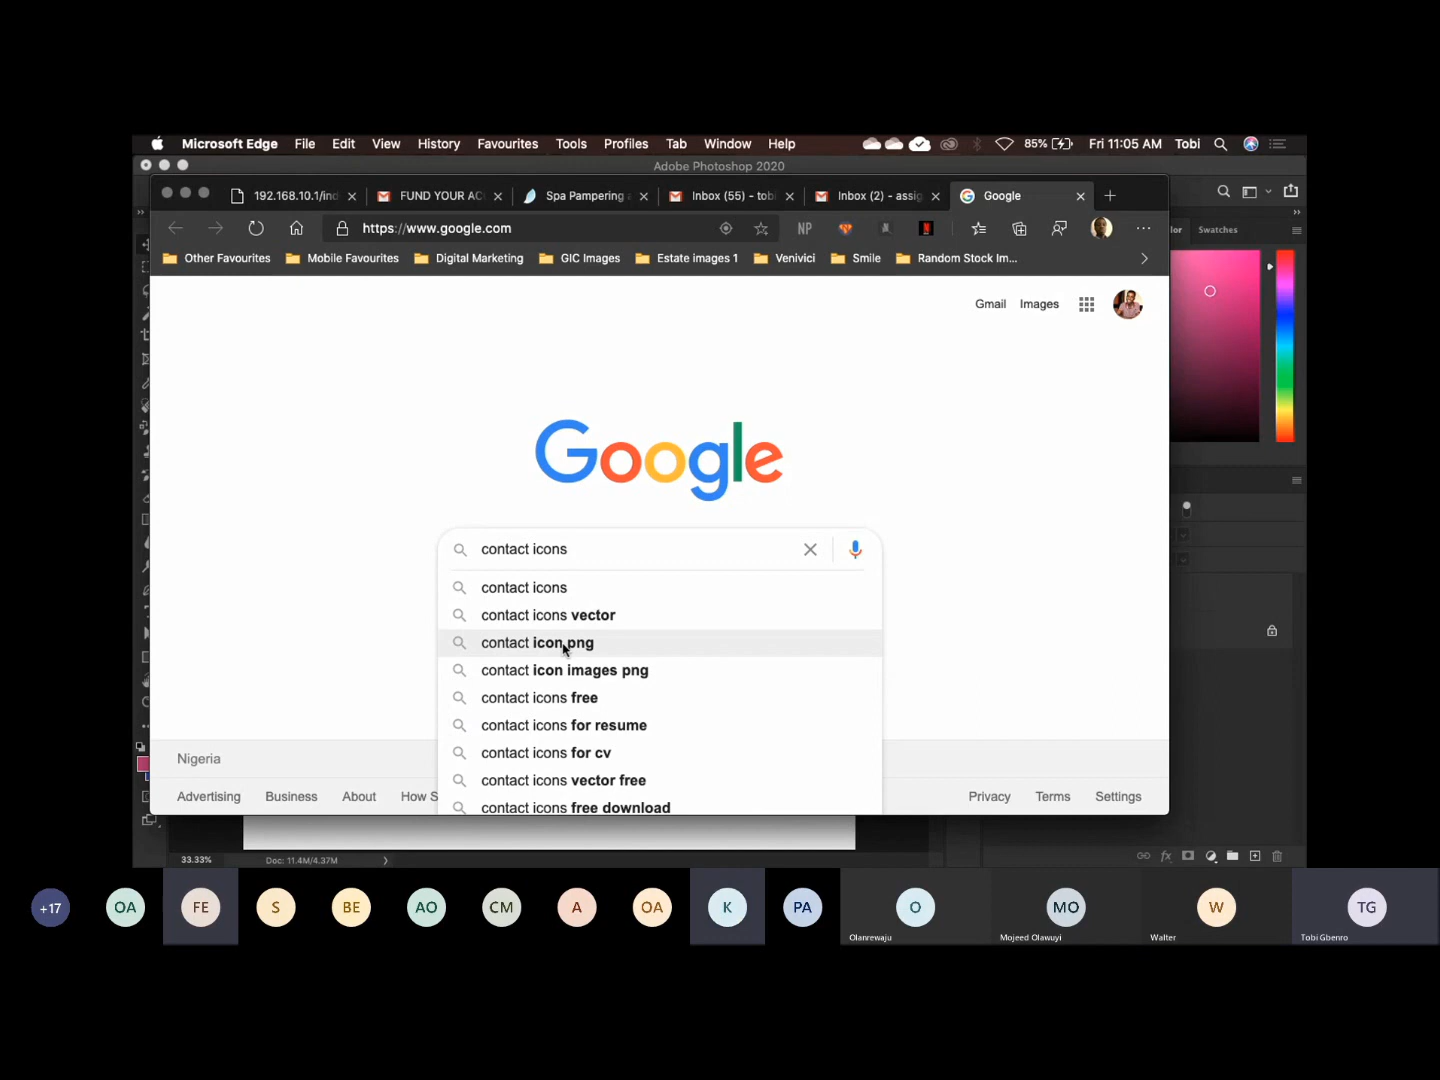 Microsoft Edge File Edit View History Favourites Tools Profiles Tab Window Help 85% Fri 11:05 AM Tobi
Adobe Photoshop 2020
192.168.10.1/ind FUND YOUR AC Spa Pampering Inbox (55) - tobi Inbox (2) - assig Google
https://www.google.com NP
Swatches
Other Favourites Mobile Favourites Digital Marketing GIC Images Estate images 1 Venivici Smile Random Stock Im...
Gmail Images
Google
contact icons
contact icons
contact icons vector
contact icon png
contact icon images png
contact icons free
contact icons for resume
contact icons for cv
contact icons vector free
contact icons free download
Nigeria
Advertising Business About How S Privacy Terms Settings
33.33% Doc: 11.4M/4.37M
fx
+17 OA FE S BE AO CM A OA K PA O MO W TG
Olanrewaju Mojeed Olawuyi Walter Tobi Gbenro